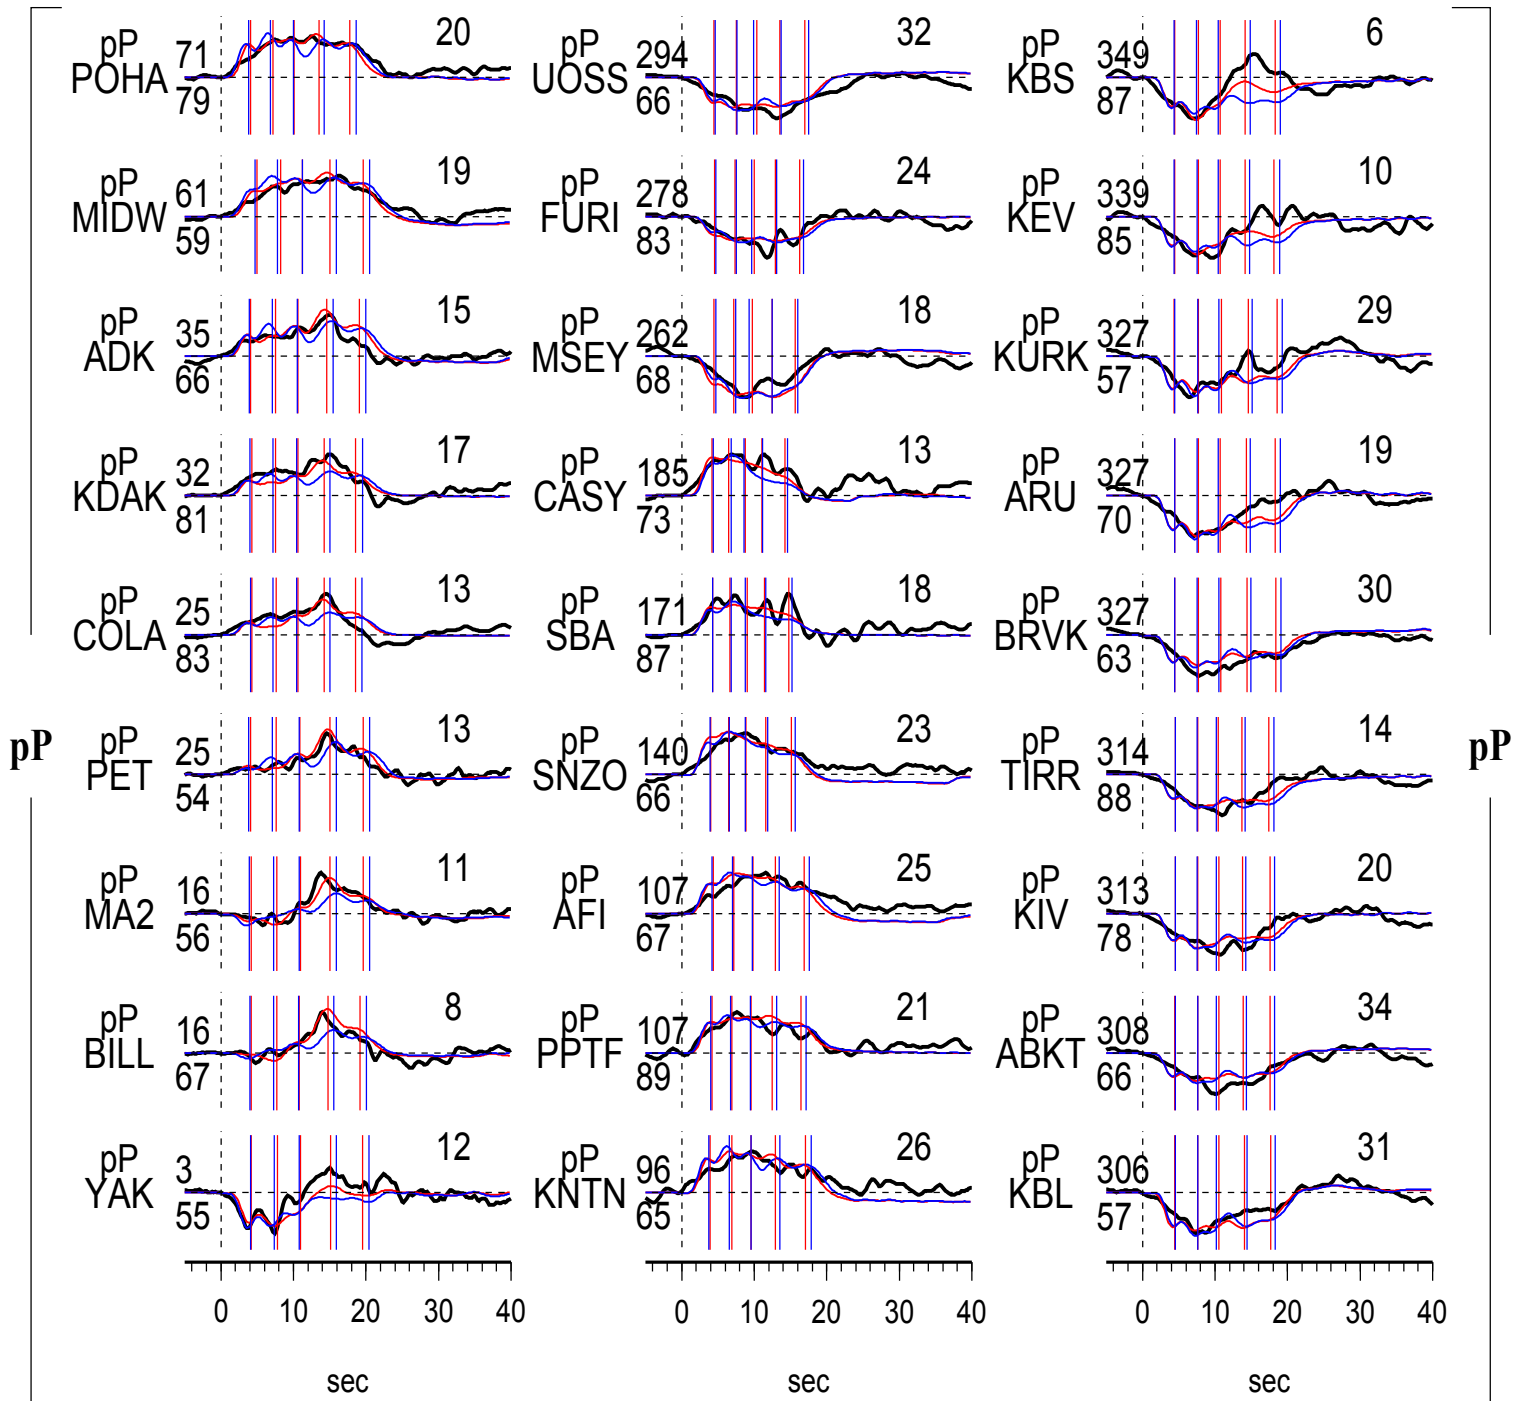 pP 71 20
POHA 79
pP 61 19
MIDW 59
pP 35 15
ADK 66
pP 32 17
KDAK 81
pP 25 13
COLA 83
pP 25 13
PET 54
pP 16 11
MA2 56
pP 16 8
BILL 67
pP 3 12
YAK 55
0 10 20 30 40
sec
pP 294 32
UOSS 66
pP 278 24
FURI 83
pP 262 18
MSEY 68
pP 185 13
CASY 73
pP 171 18
SBA 87
pP 140 23
SNZO 66
pP 107 25
AFI 67
pP 107 21
PPTF 89
pP 96 26
KNTN 65
0 10 20 30 40
sec
pP 349 6
KBS 87
pP 339 10
KEV 85
pP 327 29
KURK 57
pP 327 19
ARU 70
pP 327 30
BRVK 63
pP 314 14
TIRR 88
pP 313 20
KIV 78
pP 308 34
ABKT 66
pP 306 31
KBL 57
0 10 20 30 40
sec
pP
pP